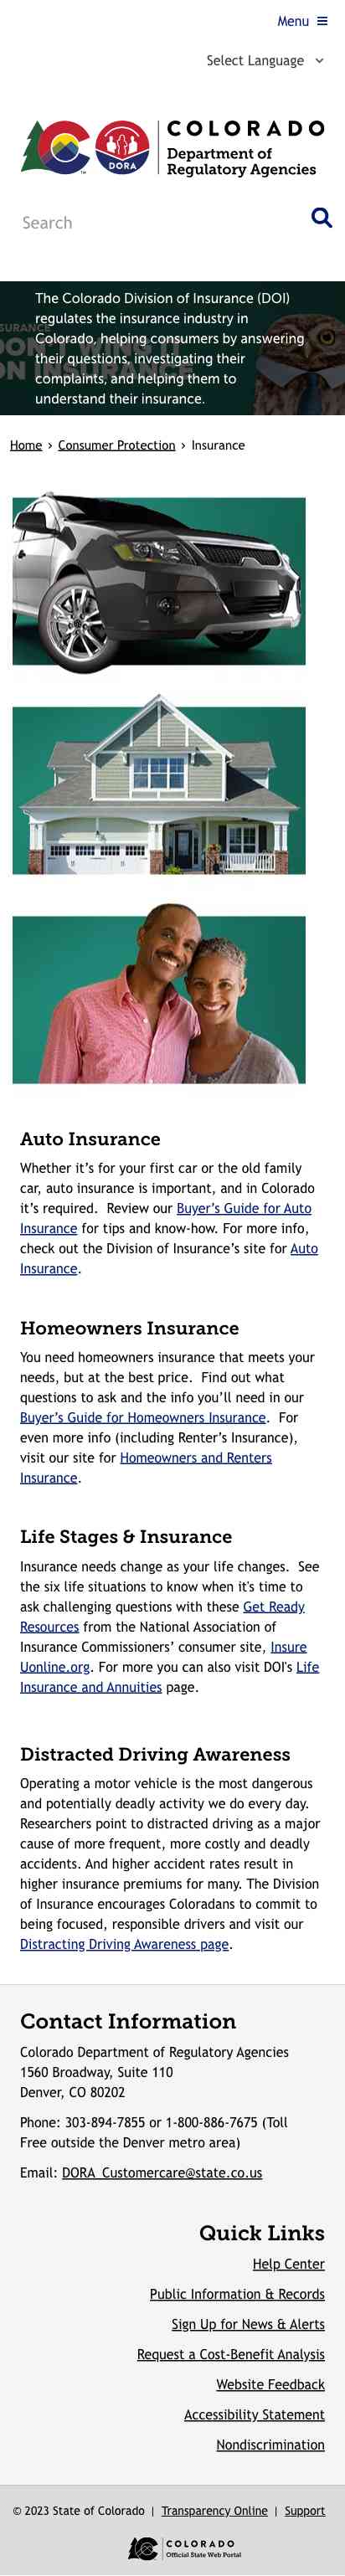 Menu
Select Language
COLORADO
Department of
Regulatory Agencies
DORA
Search
The Colorado Division of Insurance (DOI)
regulates the insurance industry in
Colorado, helping consumers by answering
their questions, investigating their
complaints, and helping them to
understand their insurance.
Home › Consumer Protection › Insurance
Auto Insurance
Whether it’s for your first car or the old family
car, auto insurance is important, and in Colorado
it’s required.  Review our Buyer’s Guide for Auto
Insurance for tips and know-how. For more info,
check out the Division of Insurance’s site for Auto
Insurance.
Homeowners Insurance
You need homeowners insurance that meets your
needs, but at the best price.  Find out what
questions to ask and the info you’ll need in our
Buyer’s Guide for Homeowners Insurance.  For
even more info (including Renter’s Insurance),
visit our site for Homeowners and Renters
Insurance.
Life Stages & Insurance
Insurance needs change as your life changes.  See
the six life situations to know when it's time to
ask challenging questions with these Get Ready
Resources from the National Association of
Insurance Commissioners’ consumer site, Insure
Uonline.org. For more you can also visit DOI's Life
Insurance and Annuities page.
Distracted Driving Awareness
Operating a motor vehicle is the most dangerous
and potentially deadly activity we do every day.
Researchers point to distracted driving as a major
cause of more frequent, more costly and deadly
accidents. And higher accident rates result in
higher insurance premiums for many. The Division
of Insurance encourages Coloradans to commit to
being focused, responsible drivers and visit our
Distracting Driving Awareness page.
Contact Information
Colorado Department of Regulatory Agencies
1560 Broadway, Suite 110
Denver, CO 80202
Phone: 303-894-7855 or 1-800-886-7675 (Toll
Free outside the Denver metro area)
Email: DORA_Customercare@state.co.us
Quick Links
Help Center
Public Information & Records
Sign Up for News & Alerts
Request a Cost-Benefit Analysis
Website Feedback
Accessibility Statement
Nondiscrimination
© 2023 State of Colorado | Transparency Online | Support
COLORADO
Official State Web Portal